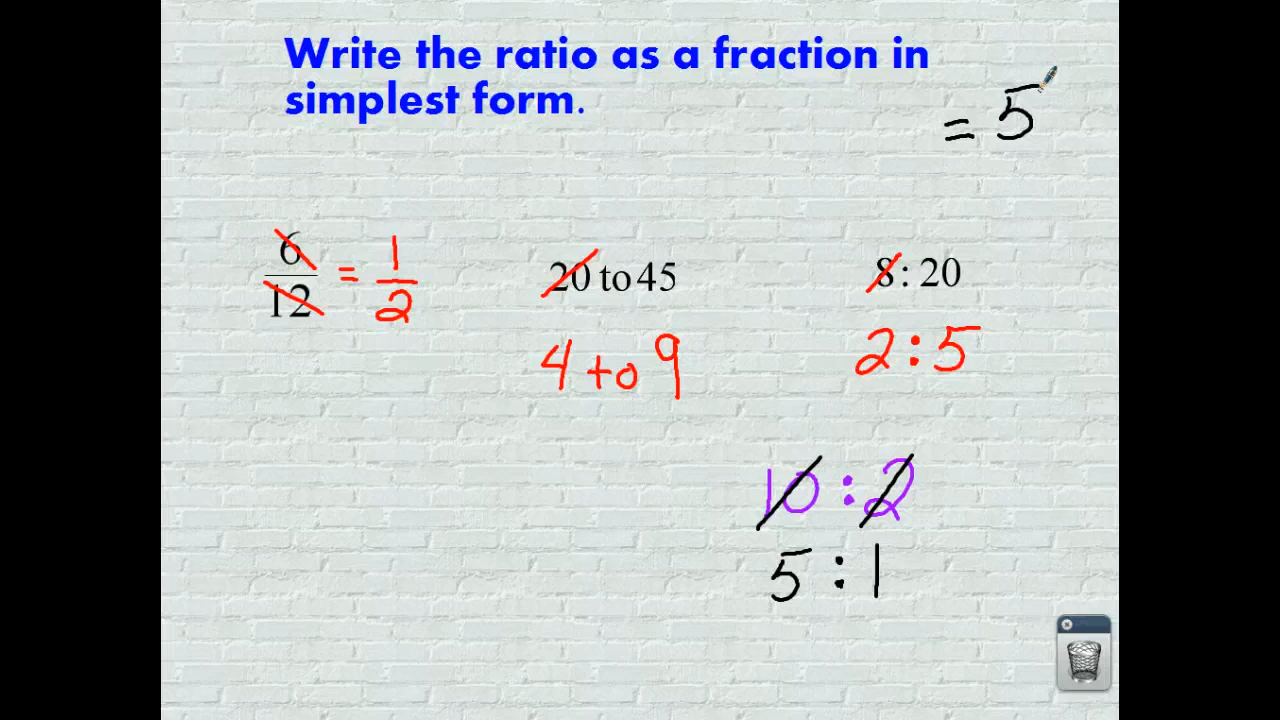 Write the ratio as a fraction in
simplest form.
= 5
6/12 = 1/2
20 to 45
8 : 20
4 to 9
2 : 5
10 : 2
5 : 1